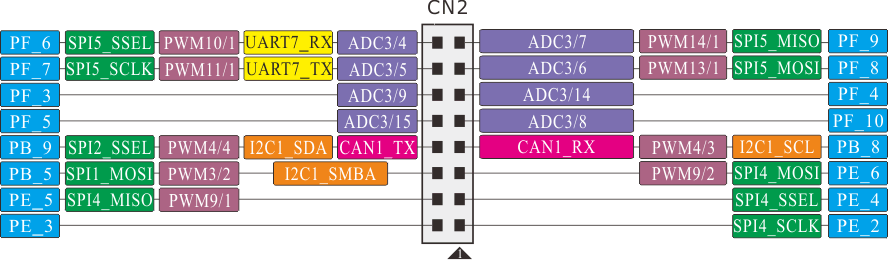 CN2
PF_6 SPI5_SSEL PWM10/1 UART7_RX ADC3/4 ADC3/7 PWM14/1 SPI5_MISO PF_9
PF_7 SPI5_SCLK PWM11/1 UART7_TX ADC3/5 ADC3/6 PWM13/1 SPI5_MOSI PF_8
PF_3 ADC3/9 ADC3/14 PF_4
PF_5 ADC3/15 ADC3/8 PF_10
PB_9 SPI2_SSEL PWM4/4 I2C1_SDA CAN1_TX CAN1_RX PWM4/3 I2C1_SCL PB_8
PB_5 SPI1_MOSI PWM3/2 I2C1_SMBA PWM9/2 SPI4_MOSI PE_6
PE_5 SPI4_MISO PWM9/1 SPI4_SSEL PE_4
PE_3 SPI4_SCLK PE_2
1